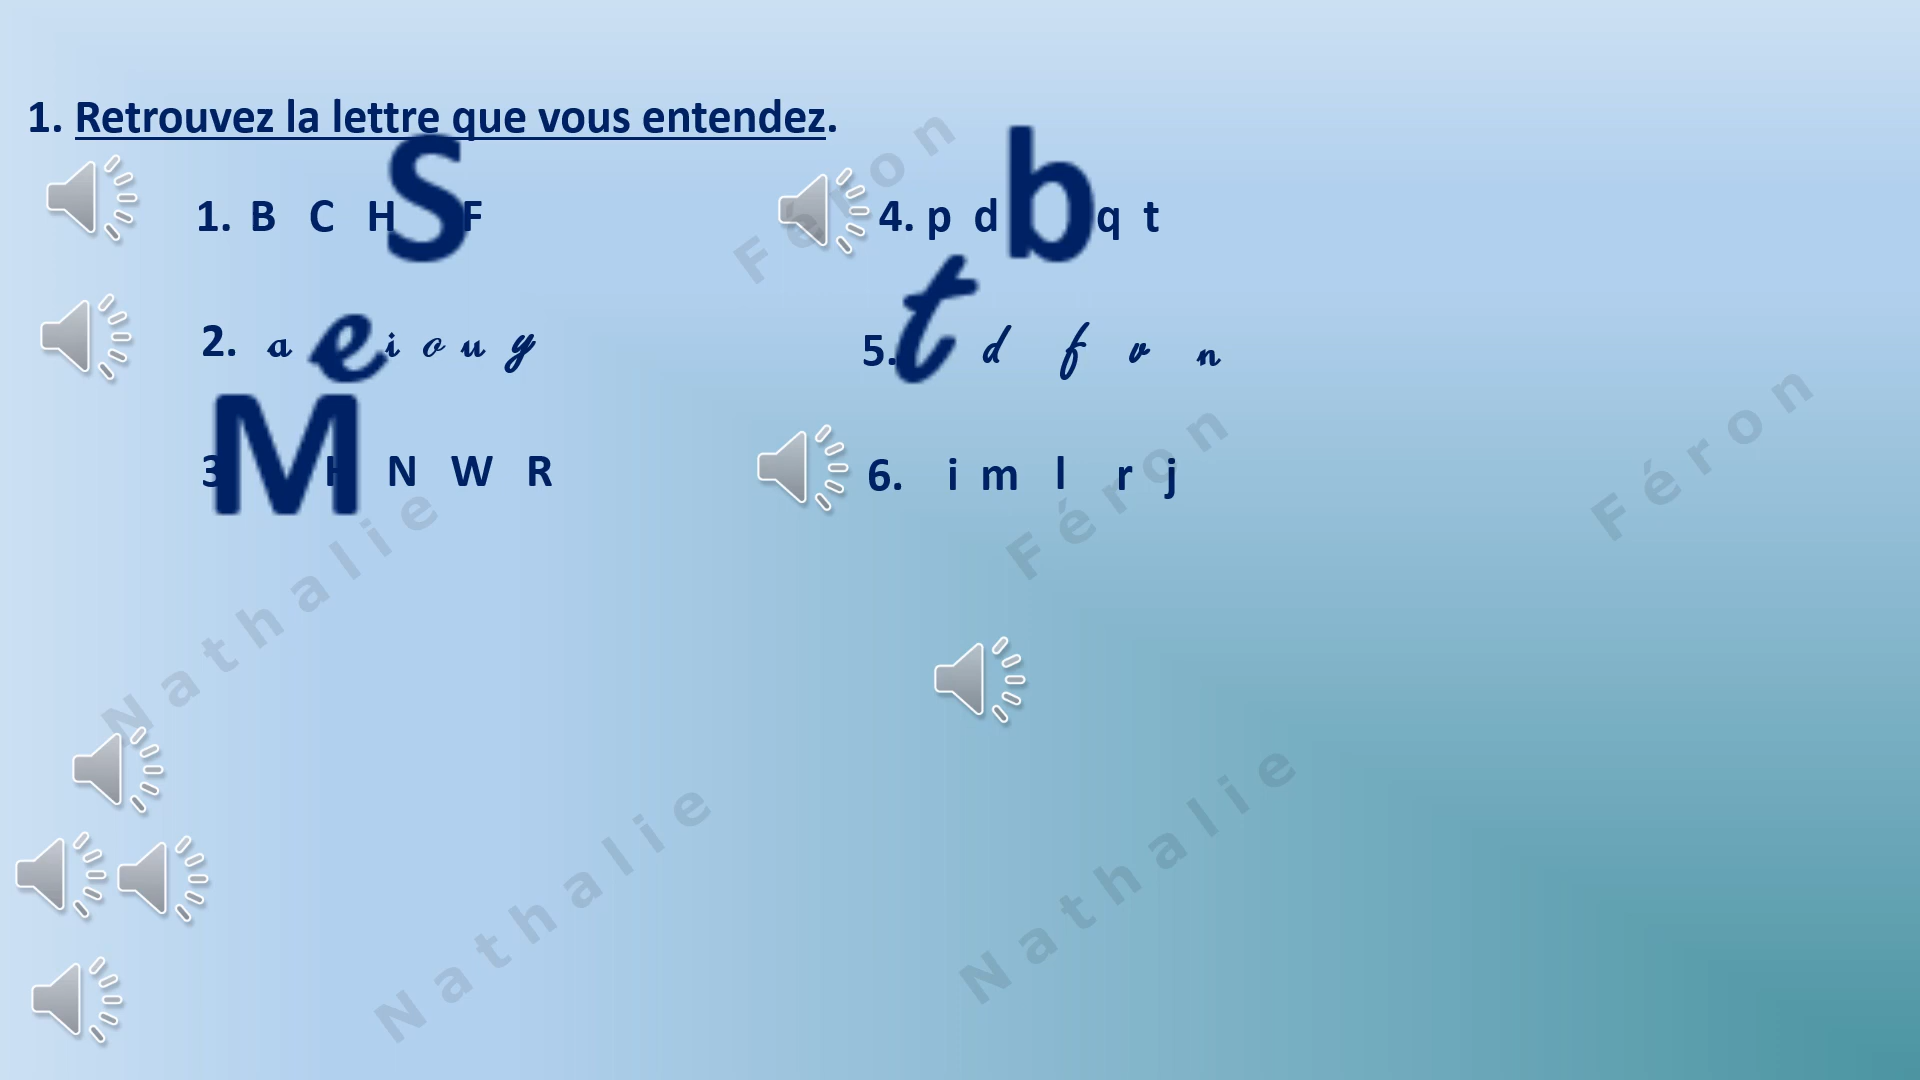 1. Retrouvez la lettre que vous entendez.
1. B C H S F
2. a e i o u y
3. M H N W R
4. p d b q t
5. t d f v n
6. i m l r j
Féron
Féron
Féron
Nathalie
Nathalie
Nathalie